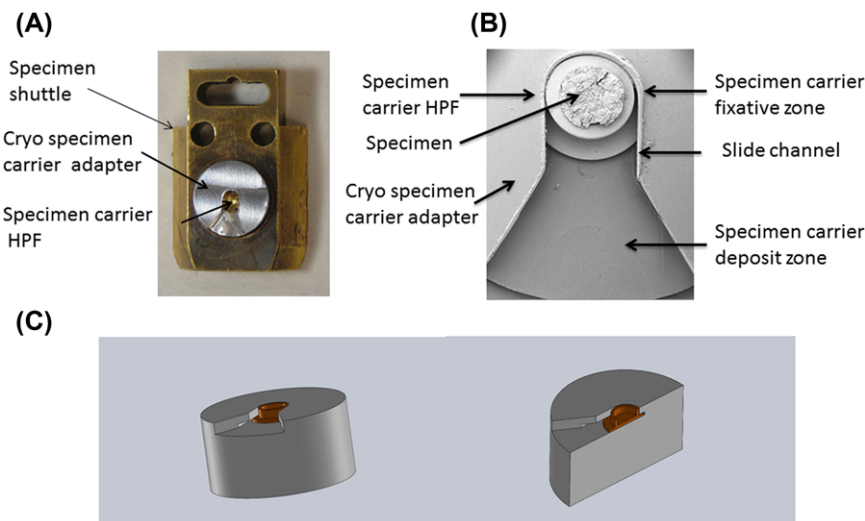 (A)
Specimen
shuttle
Cryo specimen
carrier adapter
Specimen carrier
HPF
(B)
Specimen
carrier HPF
Specimen
Cryo specimen
carrier adapter
Specimen carrier
fixative zone
Slide channel
Specimen carrier
deposit zone
(C)